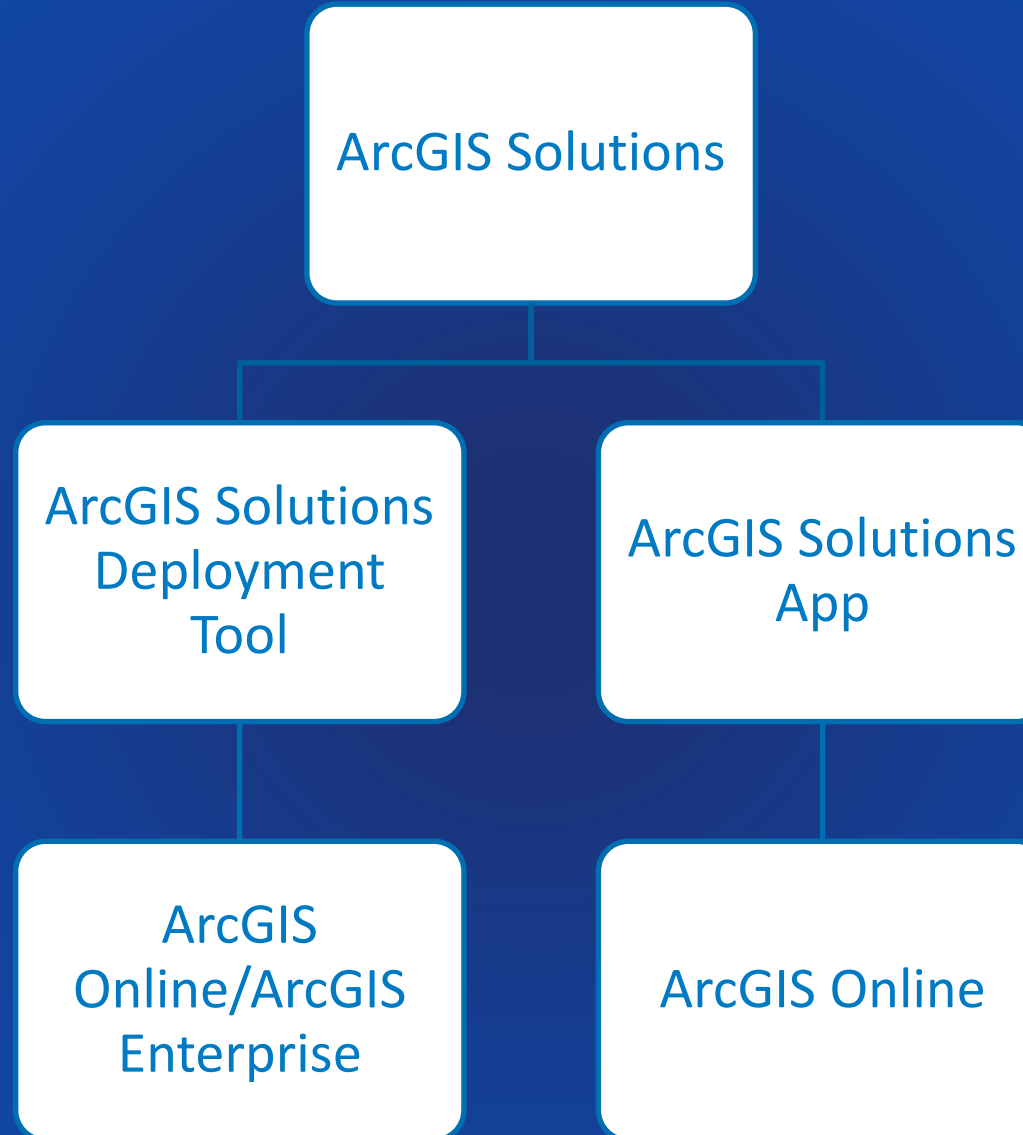 ArcGIS Solutions
ArcGIS Solutions
Deployment
Tool
ArcGIS Solutions
App
ArcGIS
Online/ArcGIS
Enterprise
ArcGIS Online